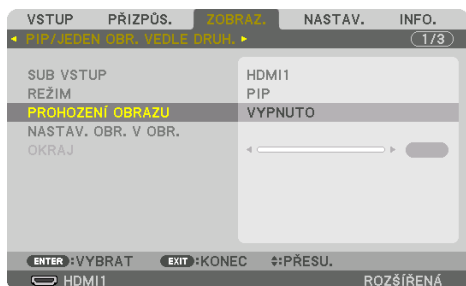 VSTUP PŘIZPŮS. ZOBRAZ. NASTAV. INFO.
PIP/JEDEN OBR. VEDLE DRUH. 1/3
SUB VSTUP HDMI1
REŽIM PIP
PROHOZENÍ OBRAZU VYPNUTO
NASTAV. OBR. V OBR.
OKRAJ
ENTER :VYBRAT EXIT :KONEC :PŘESU.
HDMI1 ROZŠÍŘENÁ